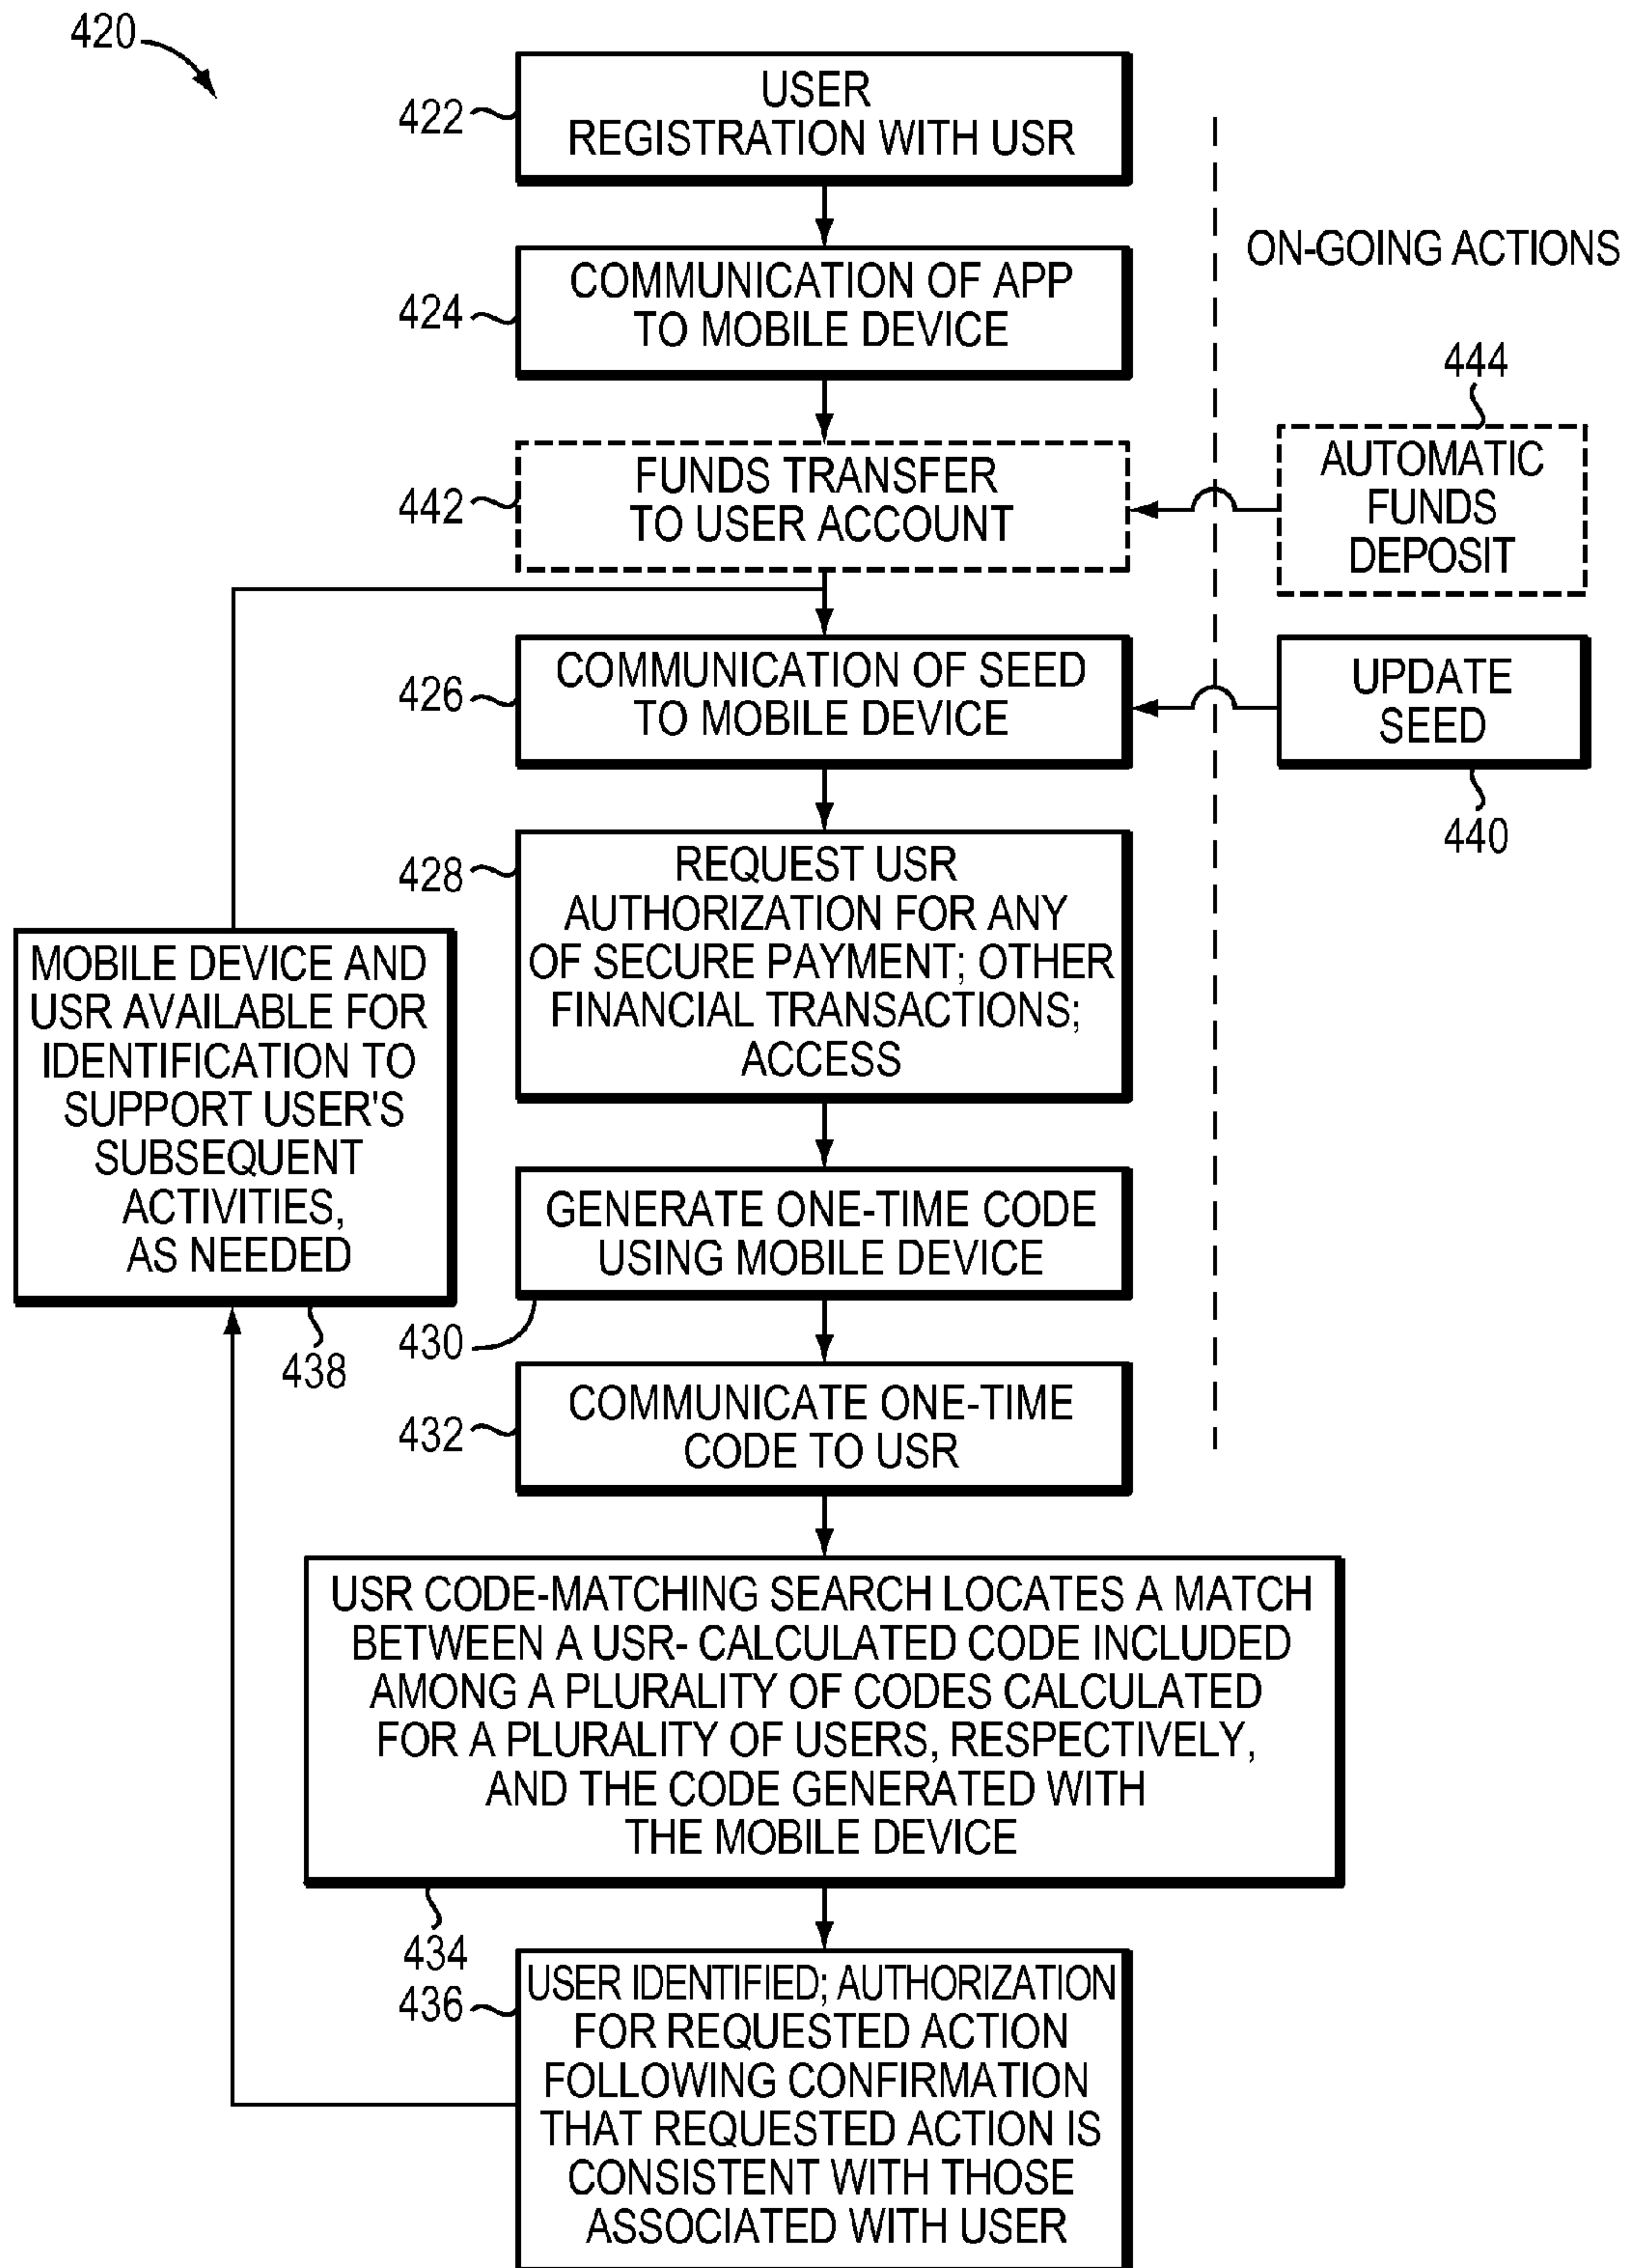 420
422
USER
REGISTRATION WITH USR
ON-GOING ACTIONS
424
COMMUNICATION OF APP
TO MOBILE DEVICE
444
442
FUNDS TRANSFER
TO USER ACCOUNT
AUTOMATIC
FUNDS
DEPOSIT
426
COMMUNICATION OF SEED
TO MOBILE DEVICE
UPDATE
SEED
440
428
REQUEST USR
AUTHORIZATION FOR ANY
OF SECURE PAYMENT; OTHER
FINANCIAL TRANSACTIONS;
ACCESS
MOBILE DEVICE AND
USR AVAILABLE FOR
IDENTIFICATION TO
SUPPORT USER'S
SUBSEQUENT
ACTIVITIES,
AS NEEDED
438
GENERATE ONE-TIME CODE
USING MOBILE DEVICE
430
432
COMMUNICATE ONE-TIME
CODE TO USR
USR CODE-MATCHING SEARCH LOCATES A MATCH
BETWEEN A USR- CALCULATED CODE INCLUDED
AMONG A PLURALITY OF CODES CALCULATED
FOR A PLURALITY OF USERS, RESPECTIVELY,
AND THE CODE GENERATED WITH
THE MOBILE DEVICE
434
436
USER IDENTIFIED; AUTHORIZATION
FOR REQUESTED ACTION
FOLLOWING CONFIRMATION
THAT REQUESTED ACTION IS
CONSISTENT WITH THOSE
ASSOCIATED WITH USER